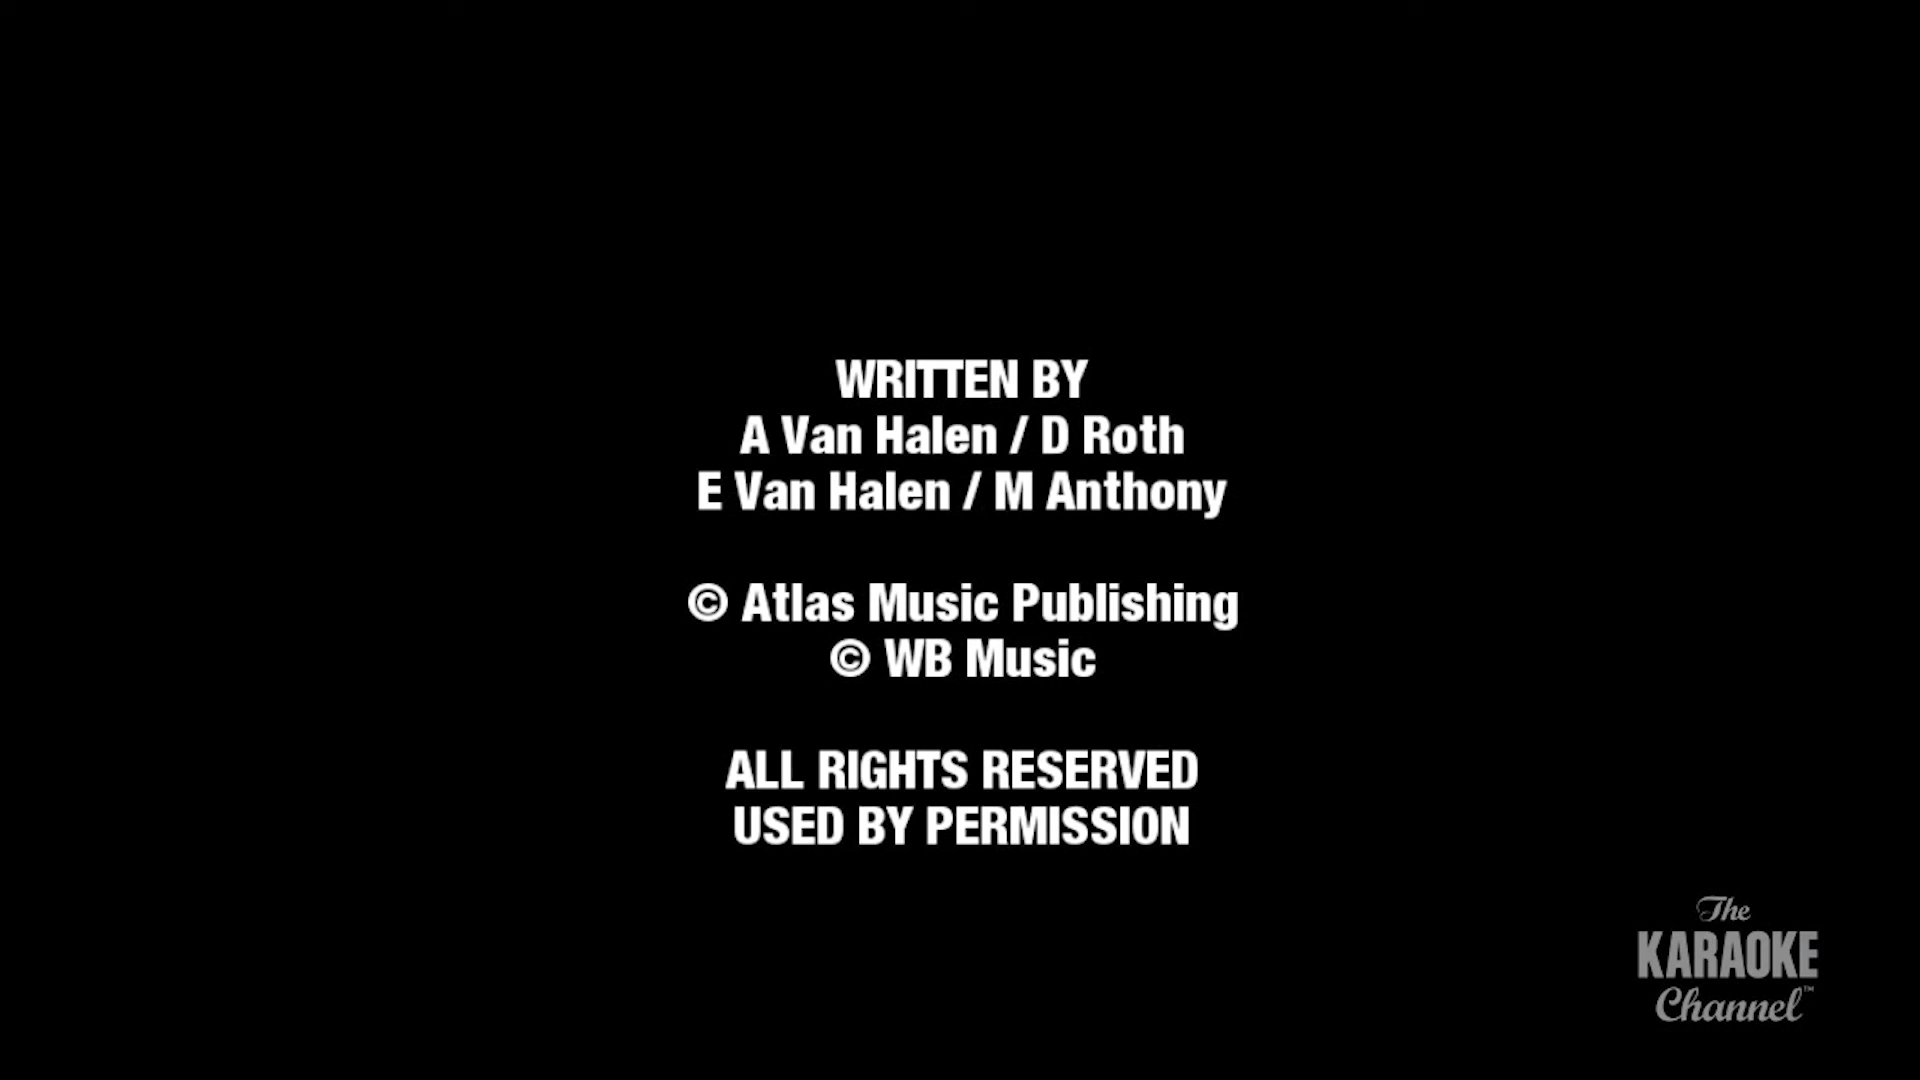 WRITTEN BY
A Van Halen / D Roth
E Van Halen / M Anthony
© Atlas Music Publishing
© WB Music
ALL RIGHTS RESERVED
USED BY PERMISSION
The
KARAOKE
Channel™